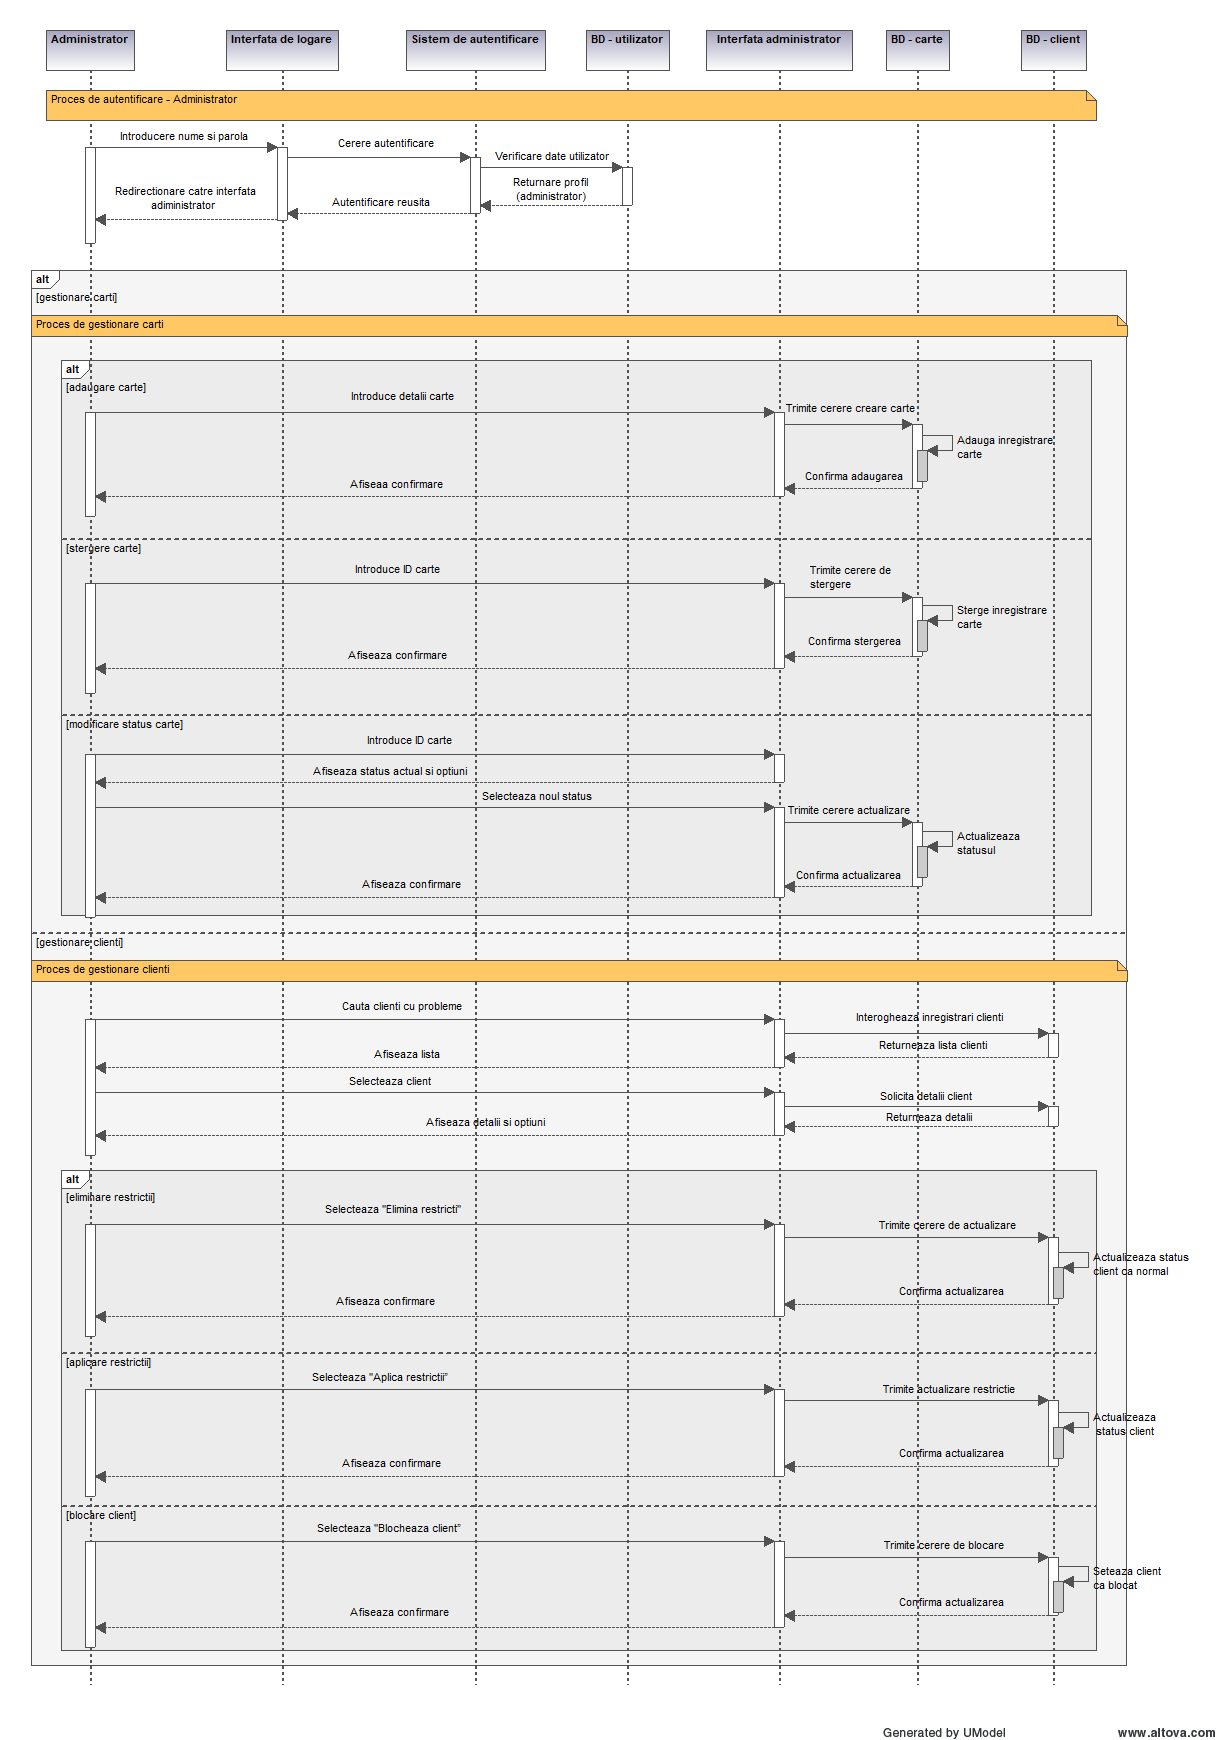 Administrator
Interfata de logare
Sistem de autentificare
BD - utilizator
Interfata administrator
BD - carte
BD - client
Proces de autentificare - Administrator
Introducere nume si parola
Cerere autentificare
Verificare date utilizator
Returnare profil
(administrator)
Autentificare reusita
Redirectionare catre interfata
adiministrator
alt
[gestionare carti]
Proces de gestionare carti
alt
[adaugare carte]
Introduce detalii carte
Trimite cerere creare carte
Adauga inregistrare
carte
Confirma adaugarea
Afiseaa confirmare
[stergere carte]
Introduce ID carte
Trimite cerere de
stergere
Sterge inregistrare
carte
Confirma stergerea
Afiseaza confirmare
[modificare status carte]
Introduce ID carte
Afiseaza status actual si optiuni
Selecteaza noul status
Trimite cerere actualizare
Actualizeaza
statusul
Confirma actualizarea
Afiseaza confirmare
[gestionare clienti]
Proces de gestionare clienti
Cauta clienti cu probleme
Interogheaza inregistrari clienti
Returneaza lista clienti
Afiseaza lista
Selecteaza client
Solicita detalii client
Returneaza detalii
Afiseaza detalii si optiuni
alt
[eliminare restrictii]
Selecteaza "Elimina restricti"
Trimite cerere de actualizare
Actualizeaza status
client ca normal
Confirma actualizarea
Afiseaza confirmare
[aplicare restrictii]
Selecteaza "Aplica restrictii"
Trimite actualizare restrictie
Actualizeaza
status client
Confirma actualizarea
Afiseaza confirmare
[blocare client]
Selecteaza "Blocheaza client"
Trimite cerere de blocare
Seteaza client
ca blocat
Confirma actualizarea
Afiseaza confirmare
Generated by UModel
www.altova.com